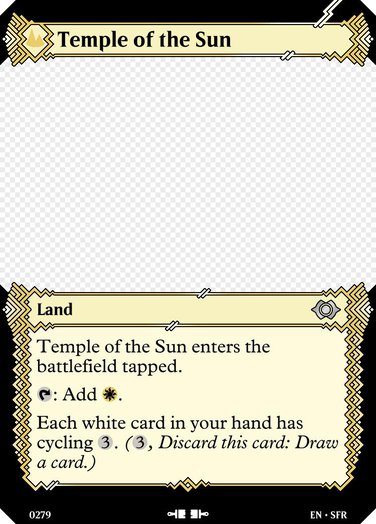 Temple of the Sun
Land
Temple of the Sun enters the
battlefield tapped.
: Add .
Each white card in your hand has
cycling 3. (3, Discard this card: Draw
a card.)
0279
EN • SFR